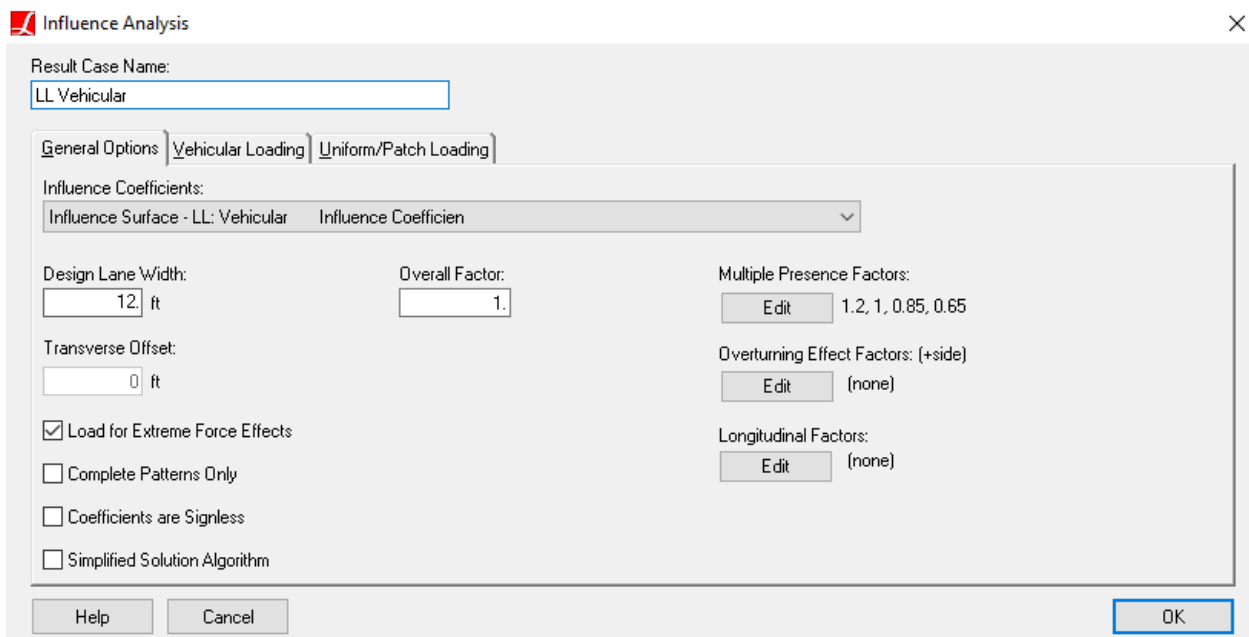 Influence Analysis
Result Case Name:
LL Vehicular
General Options Vehicular Loading Uniform/Patch Loading
Influence Coefficients:
Influence Surface - LL: Vehicular Influence Coefficien
Design Lane Width: Overall Factor: Multiple Presence Factors:
12. ft 1. Edit 1.2, 1, 0.85, 0.65
Transverse Offset: Overturning Effect Factors: (+side)
0 ft Edit (none)
Load for Extreme Force Effects Longitudinal Factors:
Complete Patterns Only Edit (none)
Coefficients are Signless
Simplified Solution Algorithm
Help Cancel OK